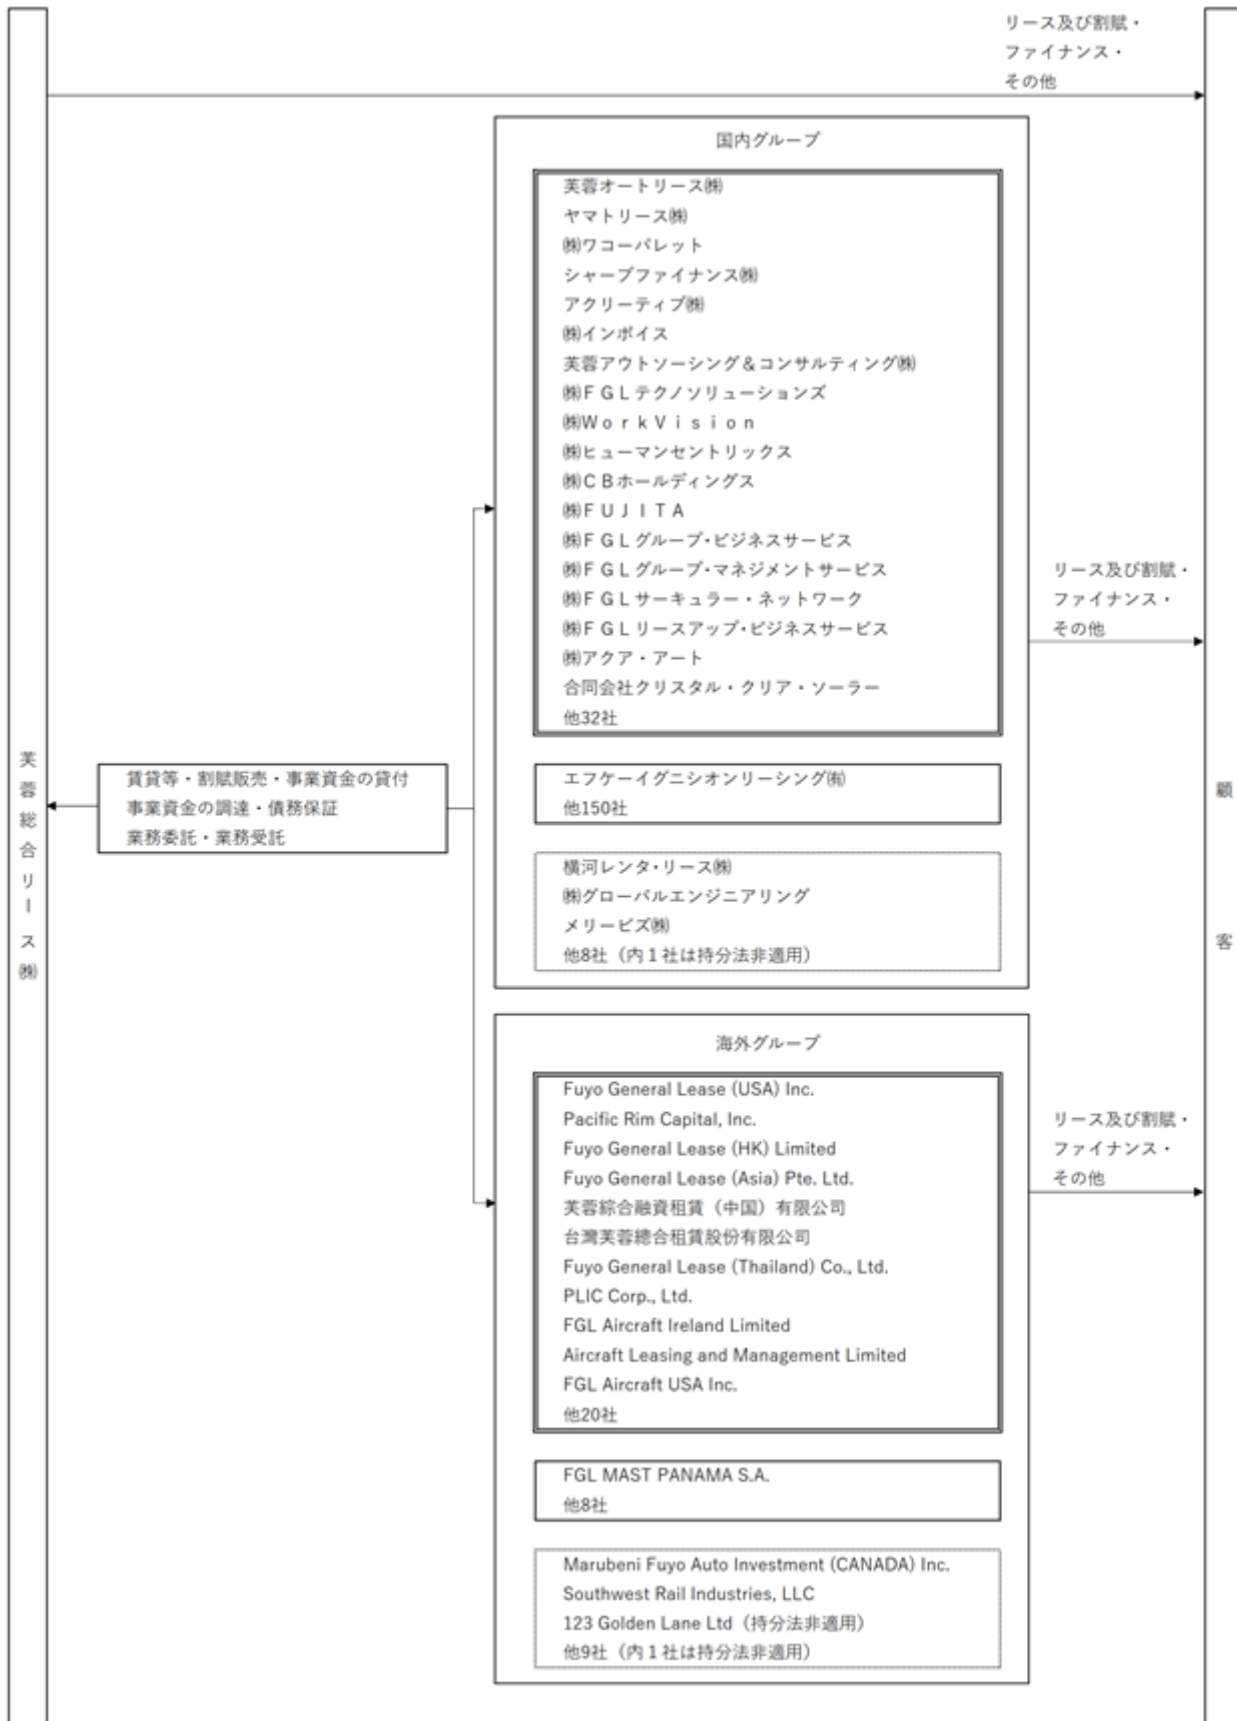 リース及び割賦・
ファイナンス・
その他
国内グループ
芙蓉オートリース㈱
ヤマトリース㈱
㈱ワコーパレット
シャープファイナンス㈱
アクリーティブ㈱
㈱インボイス
芙蓉アウトソーシング＆コンサルティング㈱
㈱ＦＧＬテクノソリューションズ
㈱ＷｏｒｋＶｉｓｉｏｎ
㈱ヒューマンセントリックス
㈱ＣＢホールディングス
㈱ＦＵＪＩＴＡ
㈱ＦＧＬグループ・ビジネスサービス
㈱ＦＧＬグループ・マネジメントサービス
㈱ＦＧＬサーキュラー・ネットワーク
㈱ＦＧＬリースアップ・ビジネスサービス
㈱アクア・アート
合同会社クリスタル・クリア・ソーラー
他32社
リース及び割賦・
ファイナンス・
その他
芙蓉総合リース㈱
賃貸等・割賦販売・事業資金の貸付
事業資金の調達・債務保証
業務委託・業務受託
エフケーイグニシオンリーシング㈲
他150社
顧客
横河レンタ・リース㈱
㈱グローバルエンジニアリング
メリービズ㈱
他8社（内１社は持分法非適用）
海外グループ
Fuyo General Lease (USA) Inc.
Pacific Rim Capital, Inc.
Fuyo General Lease (HK) Limited
Fuyo General Lease (Asia) Pte. Ltd.
芙蓉綜合融資租賃（中国）有限公司
台灣芙蓉總合租賃股份有限公司
Fuyo General Lease (Thailand) Co., Ltd.
PLIC Corp., Ltd.
FGL Aircraft Ireland Limited
Aircraft Leasing and Management Limited
FGL Aircraft USA Inc.
他20社
リース及び割賦・
ファイナンス・
その他
FGL MAST PANAMA S.A.
他8社
Marubeni Fuyo Auto Investment (CANADA) Inc.
Southwest Rail Industries, LLC
123 Golden Lane Ltd（持分法非適用）
他9社（内１社は持分法非適用）